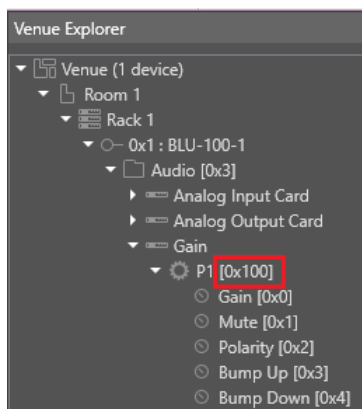 Venue Explorer
Venue (1 device)
Room 1
Rack 1
0x1 : BLU-100-1
Audio [0x3]
Analog Input Card
Analog Output Card
Gain
P1 [0x100]
Gain [0x0]
Mute [0x1]
Polarity [0x2]
Bump Up [0x3]
Bump Down [0x4]